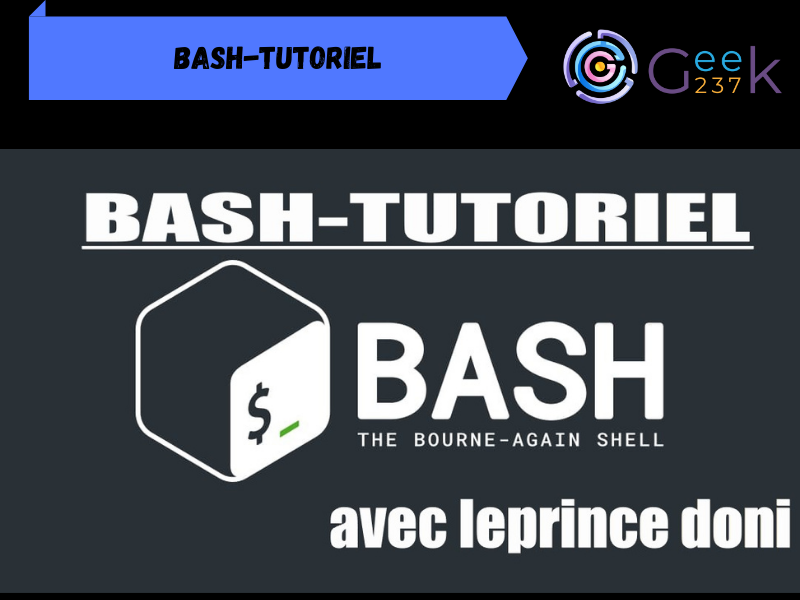 BASH-TUTORIEL
Geek
237
BASH-TUTORIEL
$_
BASH
THE BOURNE-AGAIN SHELL
avec leprince doni